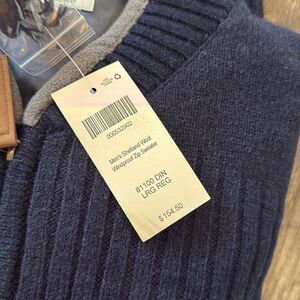 000032902
Men's Shetland Wool
Windproof Zip Sweater
81100 DIN
LRG REG
$ 154.50